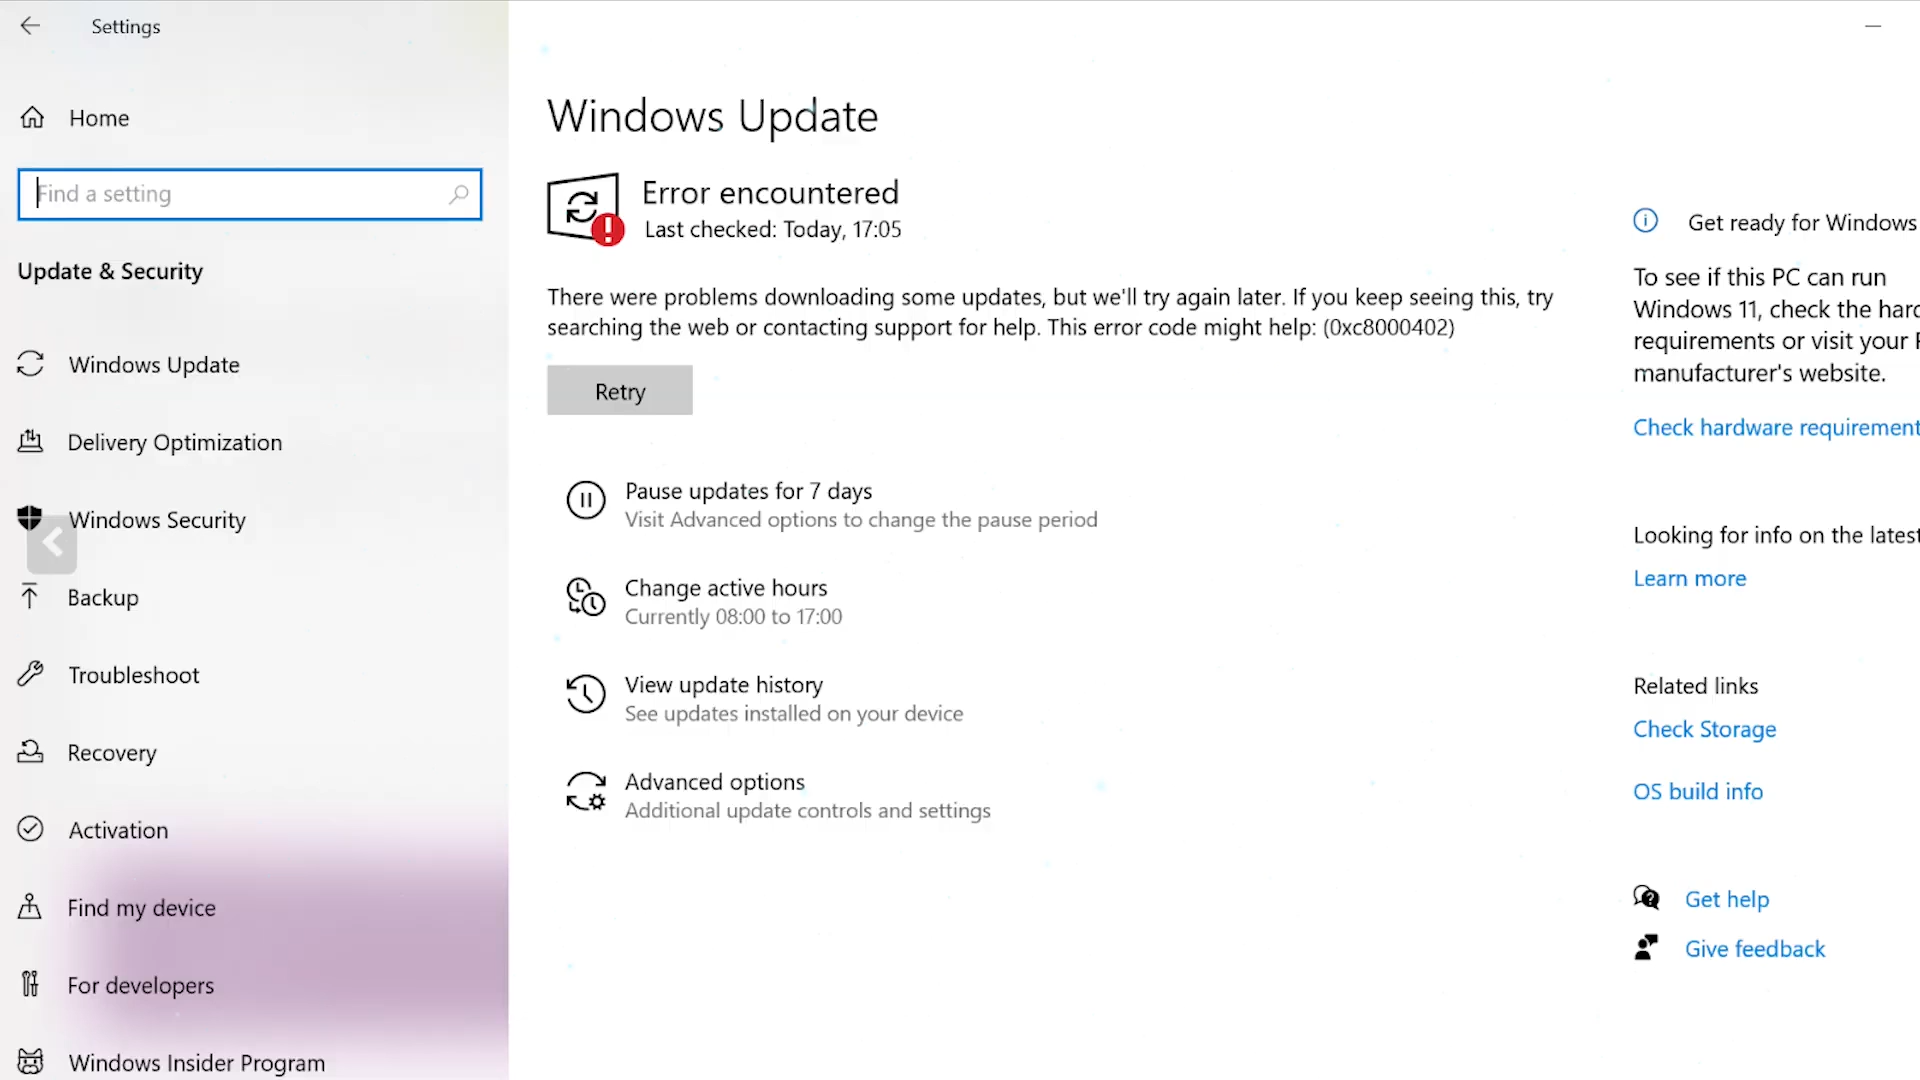 Settings
Home
Find a setting
Update & Security
Windows Update
Delivery Optimization
Windows Security
Backup
Troubleshoot
Recovery
Activation
Find my device
For developers
Windows Insider Program
Windows Update
Error encountered
Last checked: Today, 17:05
There were problems downloading some updates, but we'll try again later. If you keep seeing this, try
searching the web or contacting support for help. This error code might help: (0xc8000402)
Retry
Pause updates for 7 days
Visit Advanced options to change the pause period
Change active hours
Currently 08:00 to 17:00
View update history
See updates installed on your device
Advanced options
Additional update controls and settings
Get ready for Windows
To see if this PC can run
Windows 11, check the hard
requirements or visit your P
manufacturer's website.
Check hardware requirement
Looking for info on the latest
Learn more
Related links
Check Storage
OS build info
Get help
Give feedback